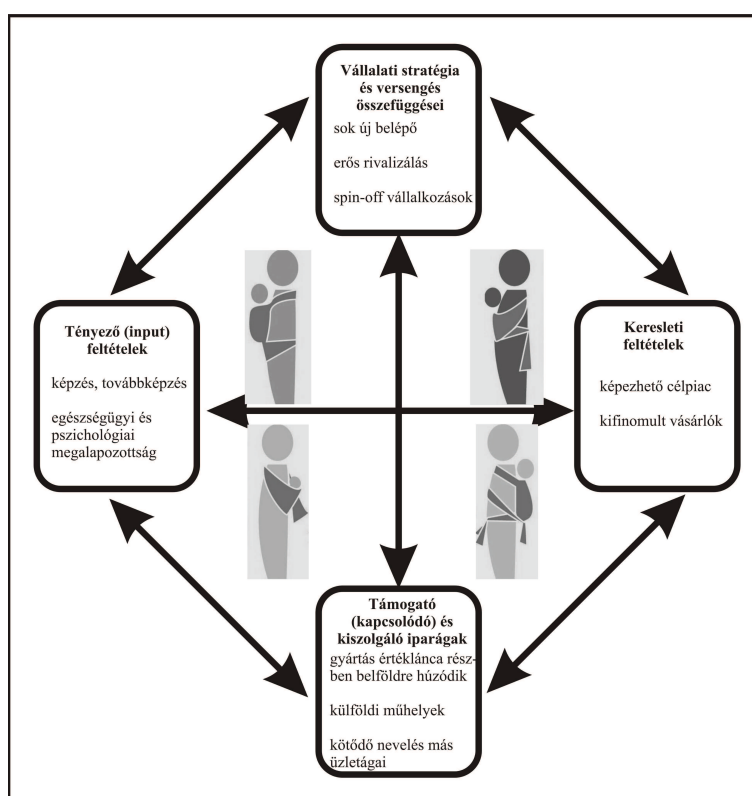 Vállalati stratégia
és versengés
összefüggései
sok új belépő
erős rivalizálás
spin-off vállalkozások
Tényező (input)
feltételek
képzés, továbbképzés
egészségügyi és
pszichológiai
megalapozottság
Keresleti
feltételek
képezhető célpiac
kifinomult vásárlók
Támogató
(kapcsolódó) és
kiszolgáló iparágak
gyártás értéklánca rész-
ben belföldre húzódik
külföldi műhelyek
kötődő nevelés más
üzletágai